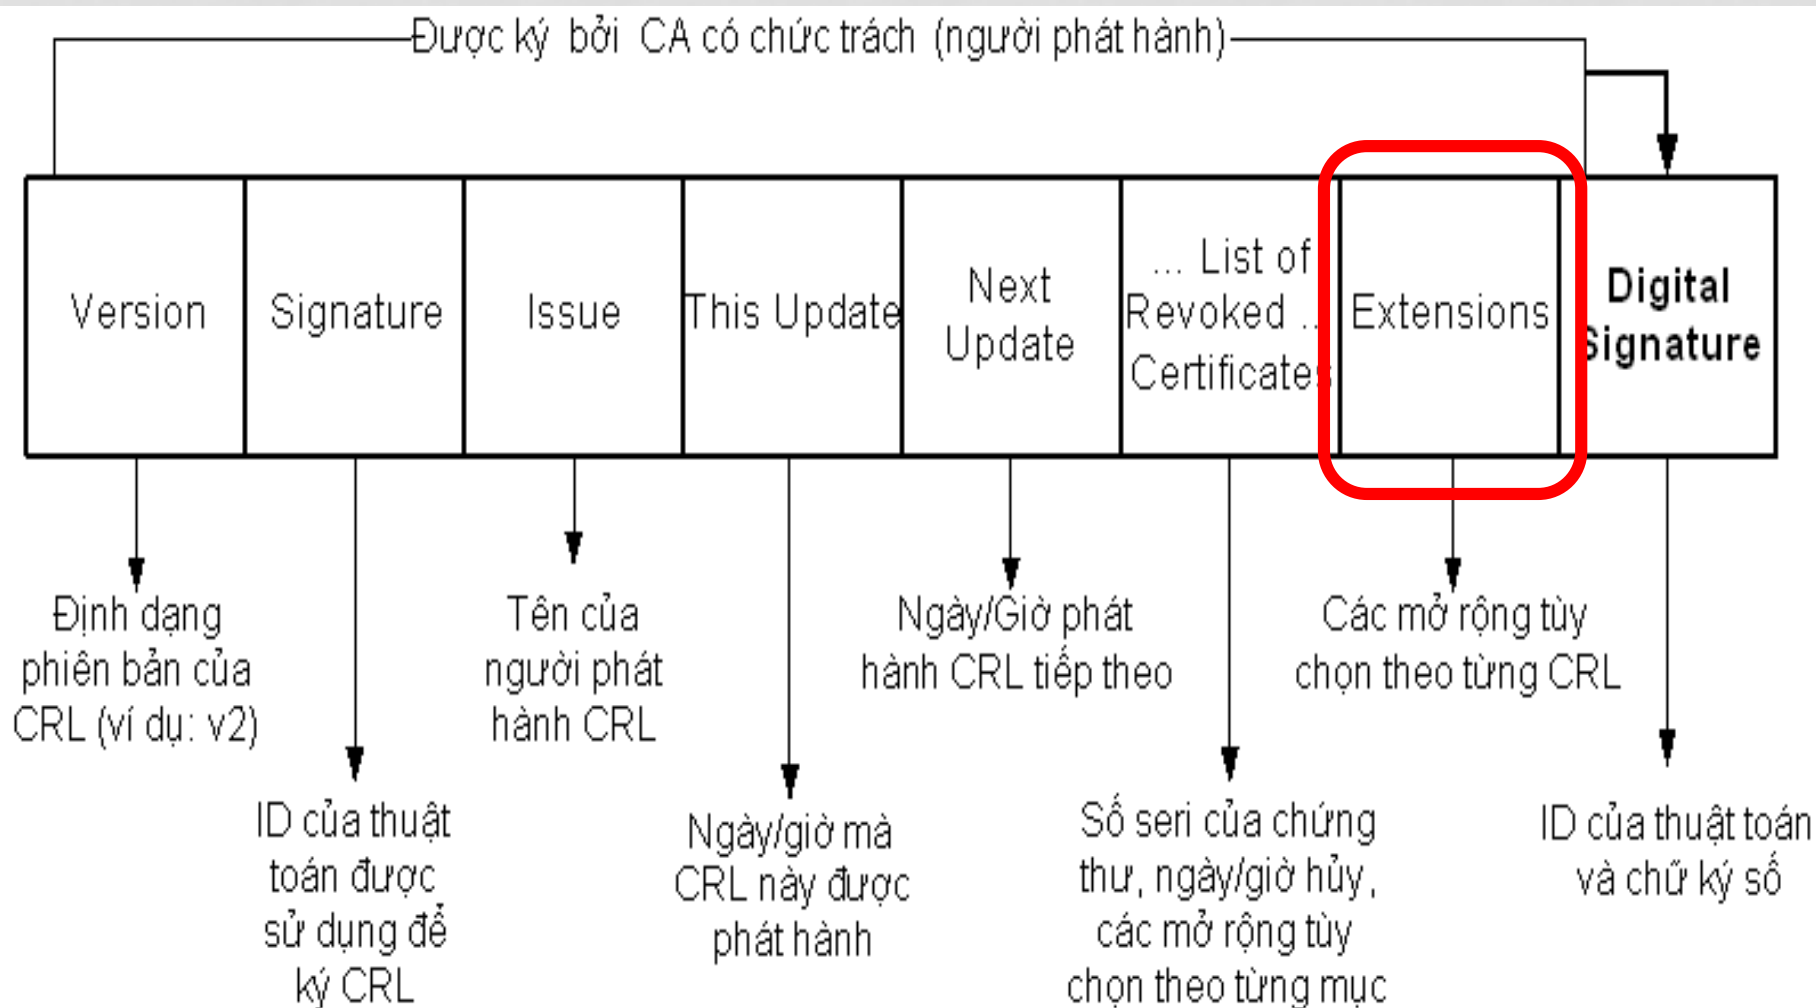 Được ký bởi CA có chức trách (người phát hành)
Version
Signature
Issue
This Update
Next
Update
... List of
Revoked ..
Certificates
Extensions
Digital
Signature
Định dạng
phiên bản của
CRL (ví dụ: v2)
ID của thuật
toán được
sử dụng để
ký CRL
Tên của
người phát
hành CRL
Ngày/giờ mà
CRL này được
phát hành
Ngày/Giờ phát
hành CRL tiếp theo
Số seri của chứng
thư, ngày/giờ hủy,
các mở rộng tùy
chọn theo từng mục
Các mở rộng tùy
chọn theo từng CRL
ID của thuật toán
và chữ ký số